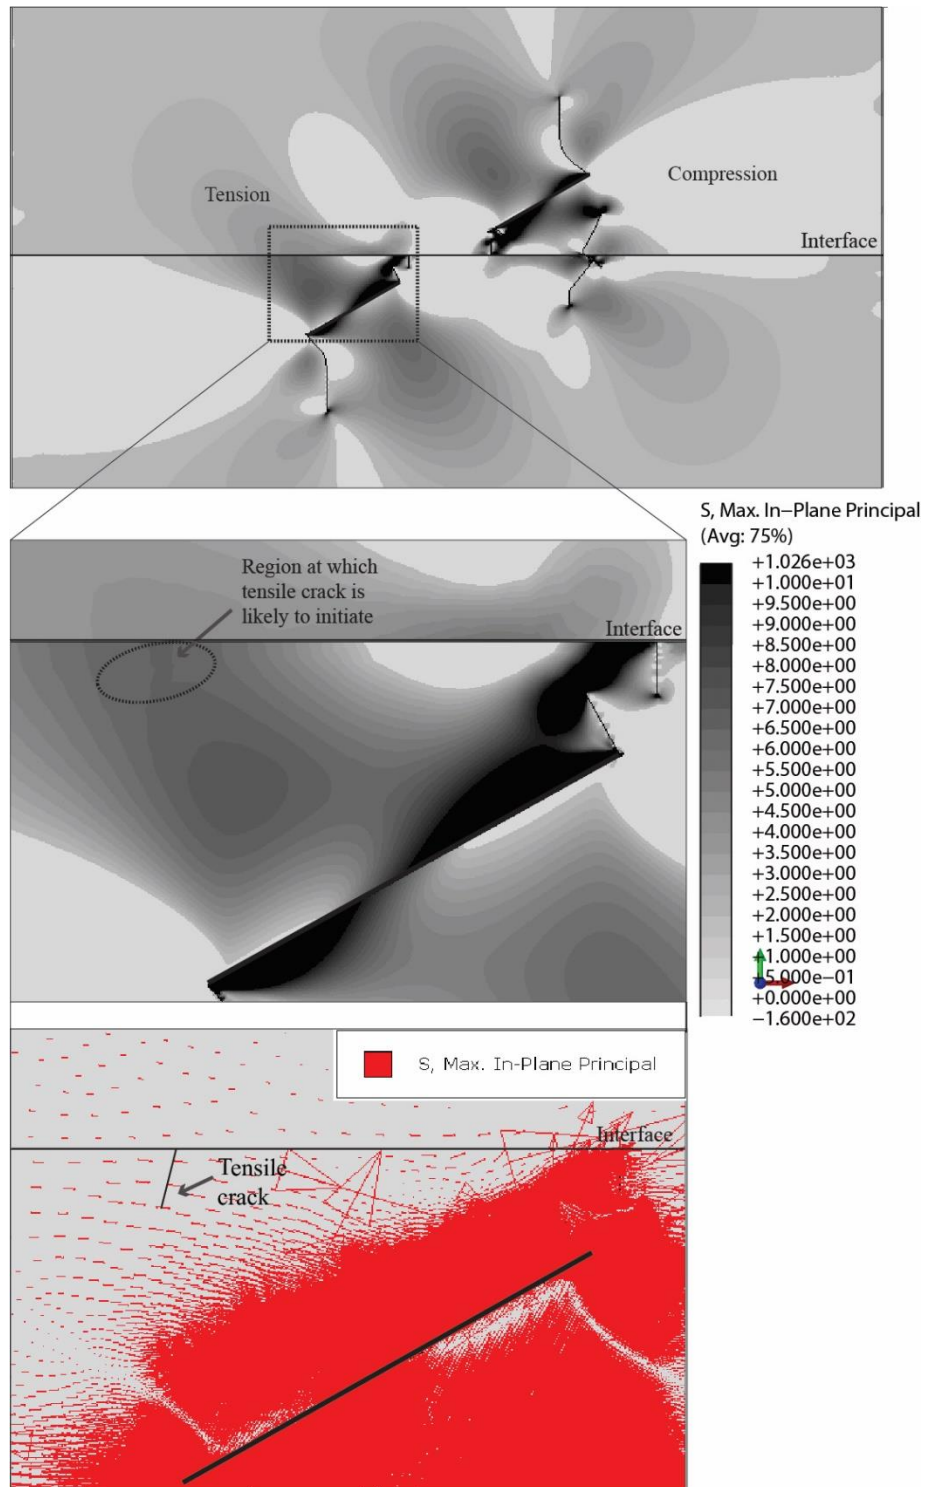 Tension
Compression
Interface
S, Max. In−Plane Principal
(Avg: 75%)
+1.026e+03
+1.000e+01
+9.500e+00
+9.000e+00
+8.500e+00
+8.000e+00
+7.500e+00
+7.000e+00
+6.500e+00
+6.000e+00
+5.500e+00
+5.000e+00
+4.500e+00
+4.000e+00
+3.500e+00
+3.000e+00
+2.500e+00
+2.000e+00
+1.500e+00
+1.000e+00
+5.000e−01
+0.000e+00
−1.600e+02
Region at which
tensile crack is
likely to initiate
Interface
S, Max. In-Plane Principal
Interface
Tensile
crack